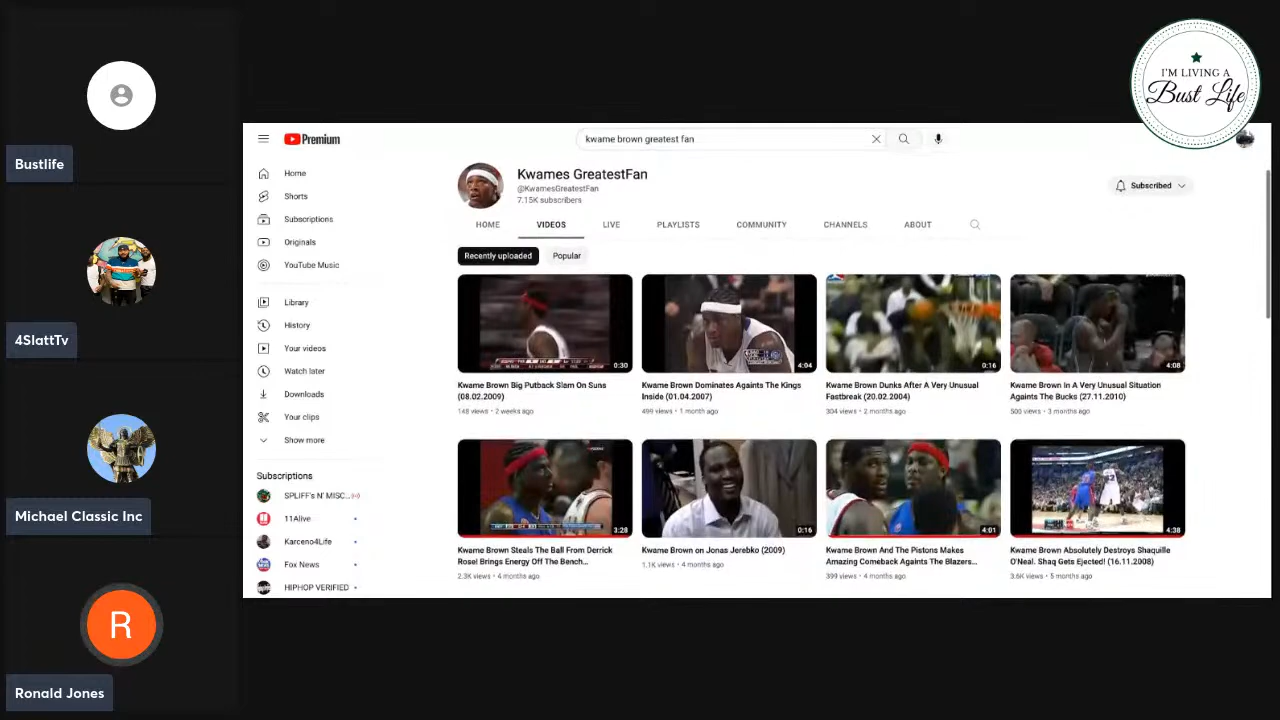 I'M LIVING A
Bust Life
Bustlife
4SlattTv
Michael Classic Inc
R
Ronald Jones
Premium
kwame brown greatest fan
Home
Shorts
Subscriptions
Originals
YouTube Music
Library
History
Your videos
Watch later
Downloads
Your clips
Show more
Subscriptions
SPLIFF's N' MISC...
11Alive
Karceno4Life
Fox News
HIPHOP VERIFIED
Kwames GreatestFan
@KwamesGreatestFan
7.15K subscribers
Subscribed
HOME VIDEOS LIVE PLAYLISTS COMMUNITY CHANNELS ABOUT
Recently uploaded Popular
0:30
Kwame Brown Big Putback Slam On Suns
(08.02.2009)
148 views • 2 weeks ago
4:04
Kwame Brown Dominates Againts The Kings
Inside (01.04.2007)
499 views • 1 month ago
0:16
Kwame Brown Dunks After A Very Unusual
Fastbreak (20.02.2004)
304 views • 2 months ago
4:08
Kwame Brown In A Very Unusual Situation
Againts The Bucks (27.11.2010)
500 views • 3 months ago
3:28
Kwame Brown Steals The Ball From Derrick
Rose! Brings Energy Off The Bench...
2.3K views • 4 months ago
0:16
Kwame Brown on Jonas Jerebko (2009)
1.1K views • 4 months ago
4:01
Kwame Brown And The Pistons Makes
Amazing Comeback Againts The Blazers...
399 views • 4 months ago
4:38
Kwame Brown Absolutely Destroys Shaquille
O'Neal. Shaq Gets Ejected! (16.11.2008)
3.6K views • 5 months ago